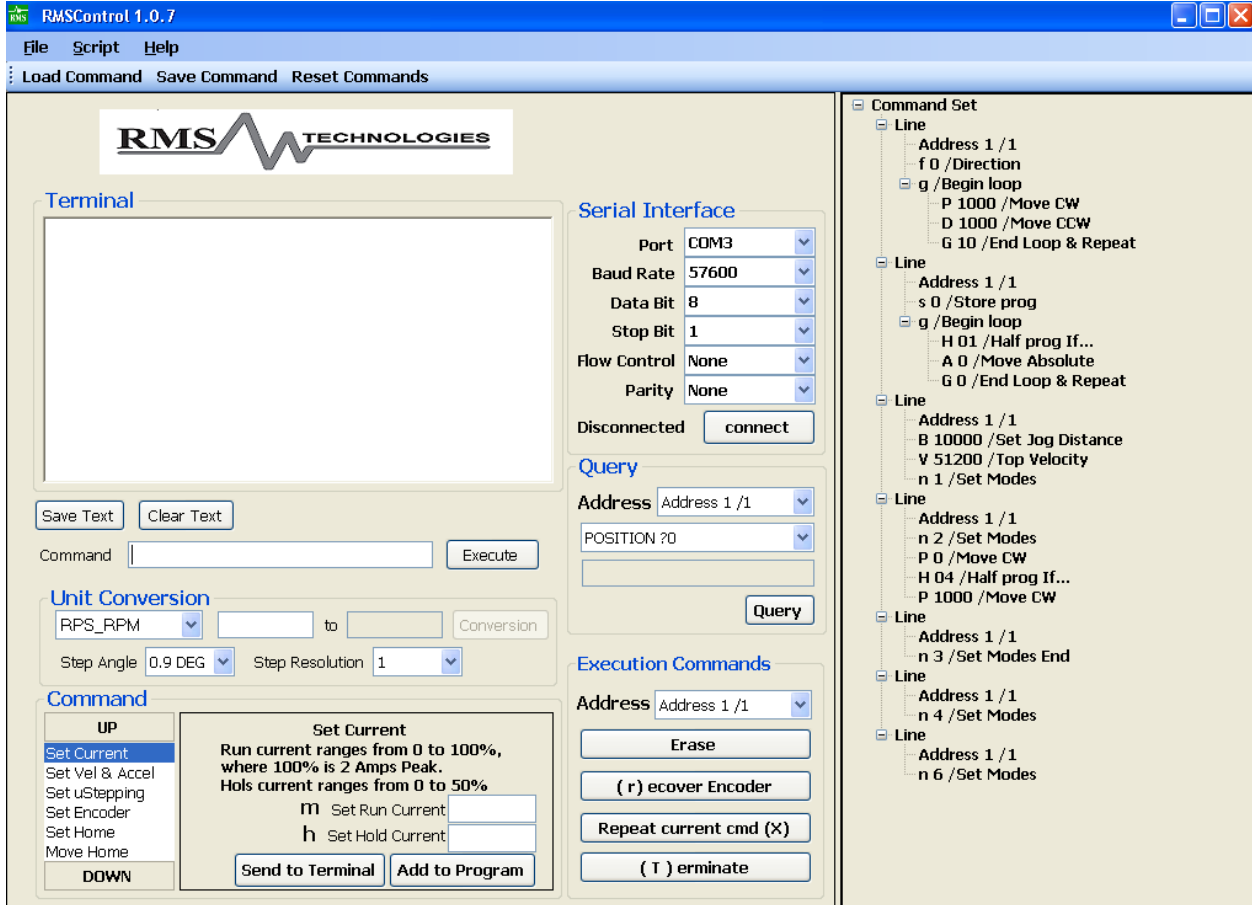 RMS RMSControl 1.0.7
File Script Help
Load Command Save Command Reset Commands
RMS TECHNOLOGIES
Terminal
Save Text Clear Text
Command Execute
Unit Conversion
RPS_RPM to Conversion
Step Angle 0.9 DEG Step Resolution 1
Command
UP
Set Current
Set Vel & Accel
Set uStepping
Set Encoder
Set Home
Move Home
DOWN
Set Current
Run current ranges from 0 to 100%,
where 100% is 2 Amps Peak.
Hols current ranges from 0 to 50%
m Set Run Current
h Set Hold Current
Send to Terminal Add to Program
Serial Interface
Port COM3
Baud Rate 57600
Data Bit 8
Stop Bit 1
Flow Control None
Parity None
Disconnected connect
Query
Address Address 1 /1
POSITION ?0
Query
Execution Commands
Address Address 1 /1
Erase
( r) ecover Encoder
Repeat current cmd (X)
( T ) erminate
Command Set
Line
Address 1 /1
f 0 /Direction
g /Begin loop
P 1000 /Move CW
D 1000 /Move CCW
G 10 /End Loop & Repeat
Line
Address 1 /1
s 0 /Store prog
g /Begin loop
H 01 /Half prog If...
A 0 /Move Absolute
G 0 /End Loop & Repeat
Line
Address 1 /1
B 10000 /Set Jog Distance
V 51200 /Top Velocity
n 1 /Set Modes
Line
Address 1 /1
n 2 /Set Modes
P 0 /Move CW
H 04 /Half prog If...
P 1000 /Move CW
Line
Address 1 /1
n 3 /Set Modes End
Line
Address 1 /1
n 4 /Set Modes
Line
Address 1 /1
n 6 /Set Modes